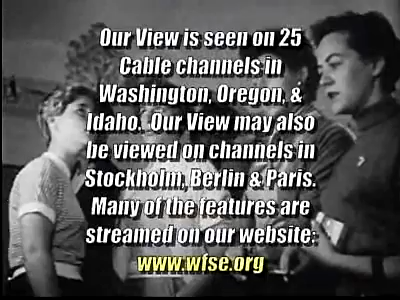 Our View is seen on 25
Cable channels in
Washington, Oregon, &
Idaho. Our View may also
be viewed on channels in
Stockholm, Berlin & Paris.
Many of the features are
streamed on our website:
www.wfse.org